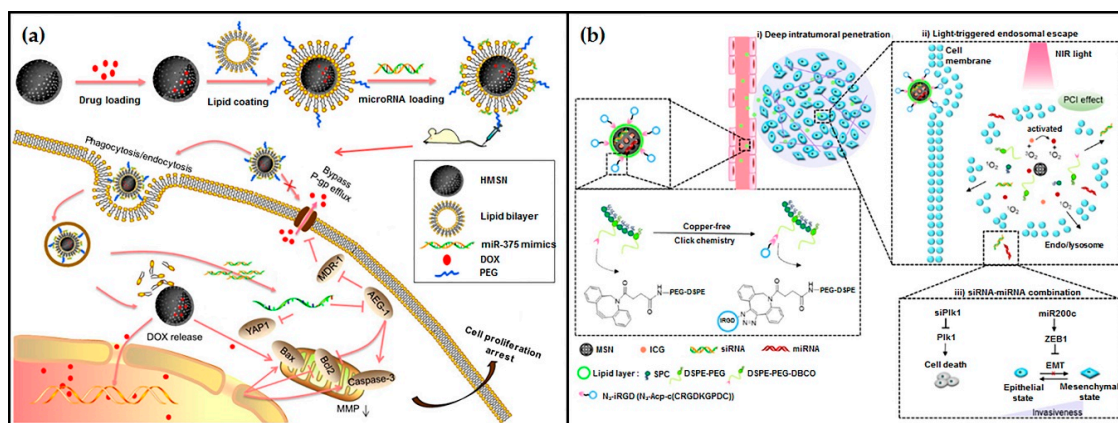 (a)
Drug loading
Lipid coating
microRNA loading
Phagocytosis/endocytosis
Bypass
P-gp efflux
HMSN
Lipid bilayer
miR-375 mimics
DOX
PEG
MDR-1
AEG-1
YAP1
DOX release
Bax
Bcl2
Caspase-3
MMP ↓
Cell proliferation
arrest
(b)
i) Deep intratumoral penetration
ii) Light-triggered endosomal escape
Cell
membrane
NIR light
PCI effect
activated
¹O₂
¹O₂
¹O₂
¹O₂
Endo/lysosome
Copper-free
Click chemistry
N
O
O
H
N-PEG-DSPE
N
O
O
H
N-PEG-DSPE
N
N=N
iRGD
MSN
ICG
siRNA
miRNA
Lipid layer :
SPC
DSPE-PEG
DSPE-PEG-DBCO
N₃-iRGD (N₃-Acp-c(CRGDKGPDC))
iii) siRNA-miRNA combination
siPlk1
Plk1
Cell death
miR200c
ZEB1
EMT
Epithelial
state
Mesenchymal
state
Invasiveness